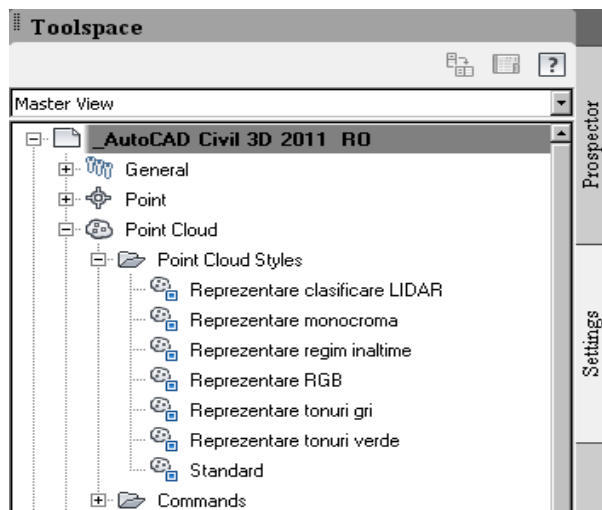 Toolspace
?
Master View
_AutoCAD Civil 3D 2011 RO
General
Point
Point Cloud
Point Cloud Styles
Reprezentare clasificare LIDAR
Reprezentare monocroma
Reprezentare regim inaltime
Reprezentare RGB
Reprezentare tonuri gri
Reprezentare tonuri verde
Standard
Commands
Prospector
Settings